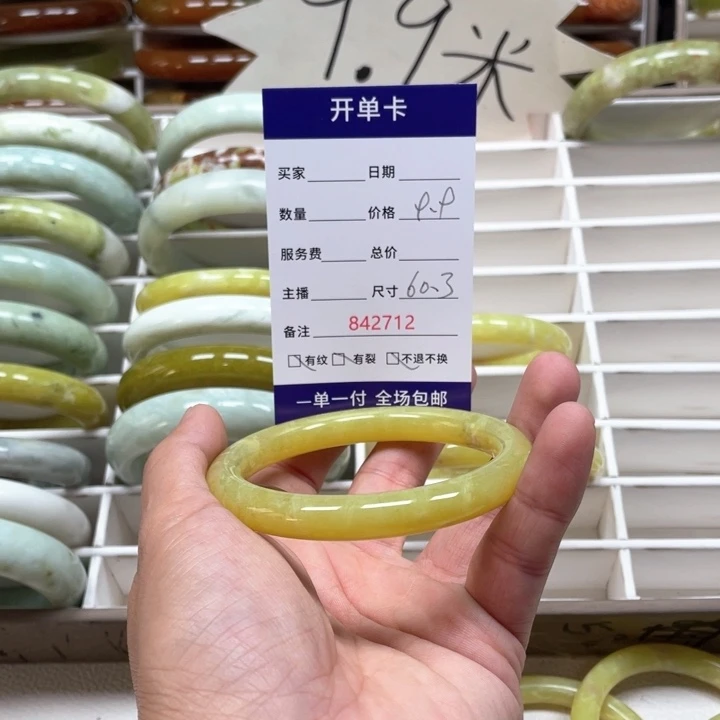 9.9米
开单卡
买家 日期
数量 价格 9.9
服务费 总价
主播 尺寸 60.3
备注 842712
有纹 有裂 不退不换
一单一付 全场包邮